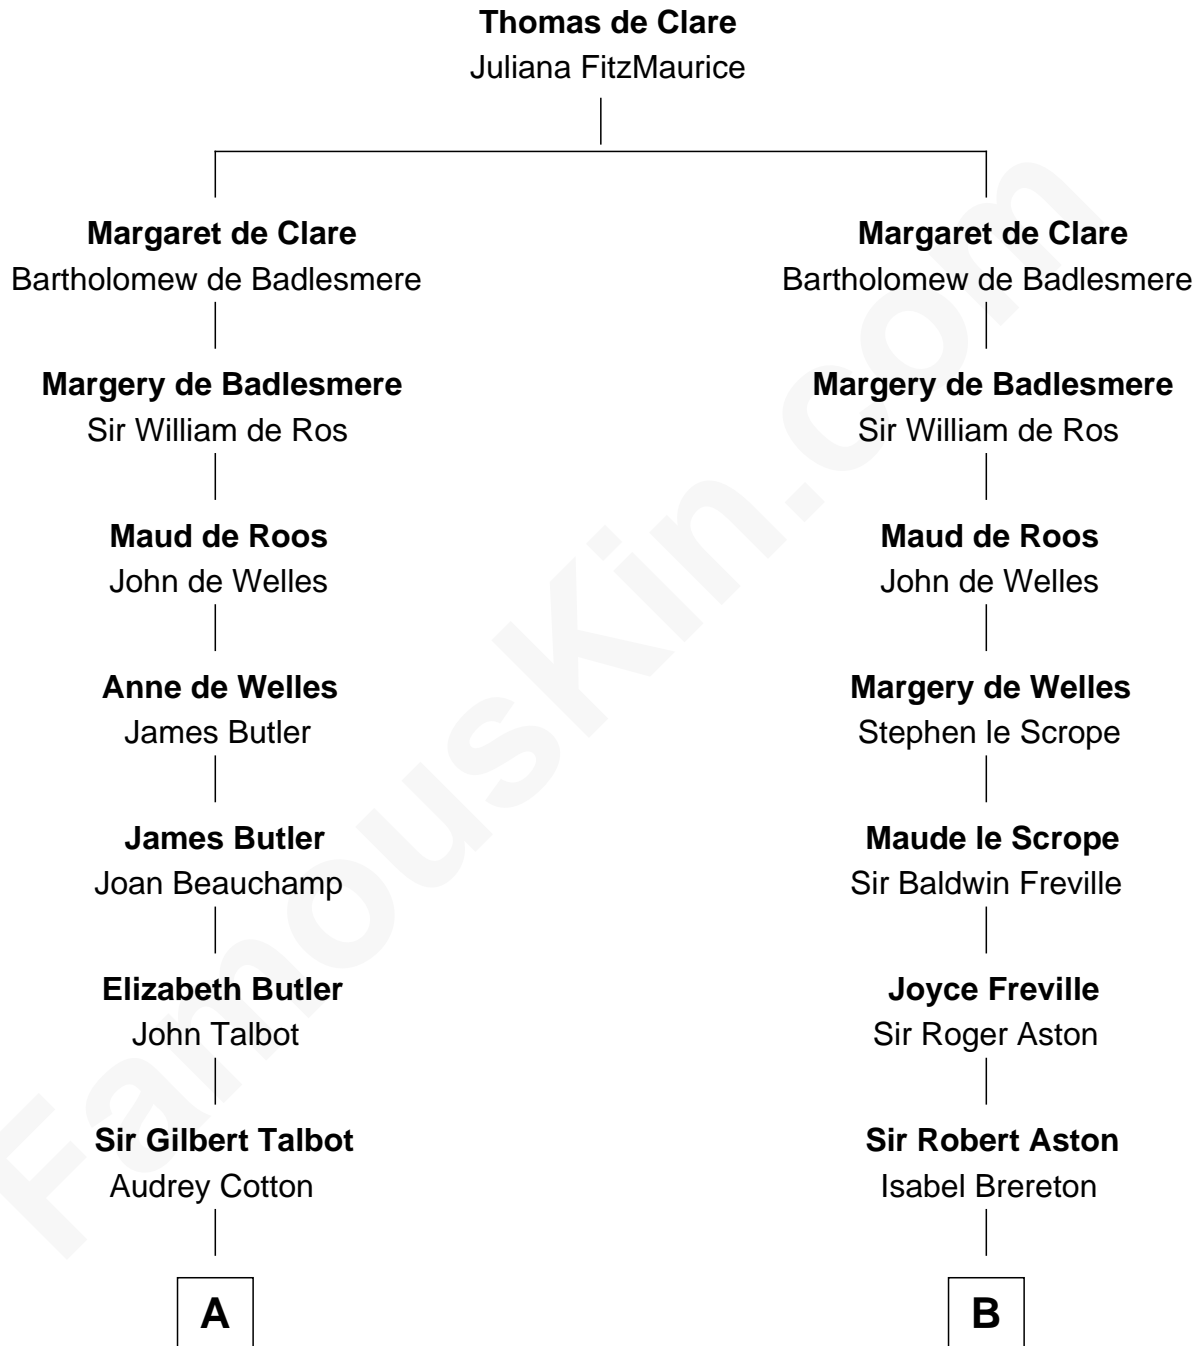 Thomas de Clare
Juliana FitzMaurice
Margaret de Clare
Bartholomew de Badlesmere
Margery de Badlesmere
Sir William de Ros
Maud de Roos
John de Welles
Anne de Welles
James Butler
James Butler
Joan Beauchamp
Elizabeth Butler
John Talbot
Sir Gilbert Talbot
Audrey Cotton
A
Margaret de Clare
Bartholomew de Badlesmere
Margery de Badlesmere
Sir William de Ros
Maud de Roos
John de Welles
Margery de Welles
Stephen le Scrope
Maude le Scrope
Sir Baldwin Freville
Joyce Freville
Sir Roger Aston
Sir Robert Aston
Isabel Brereton
B
FamousKin.com